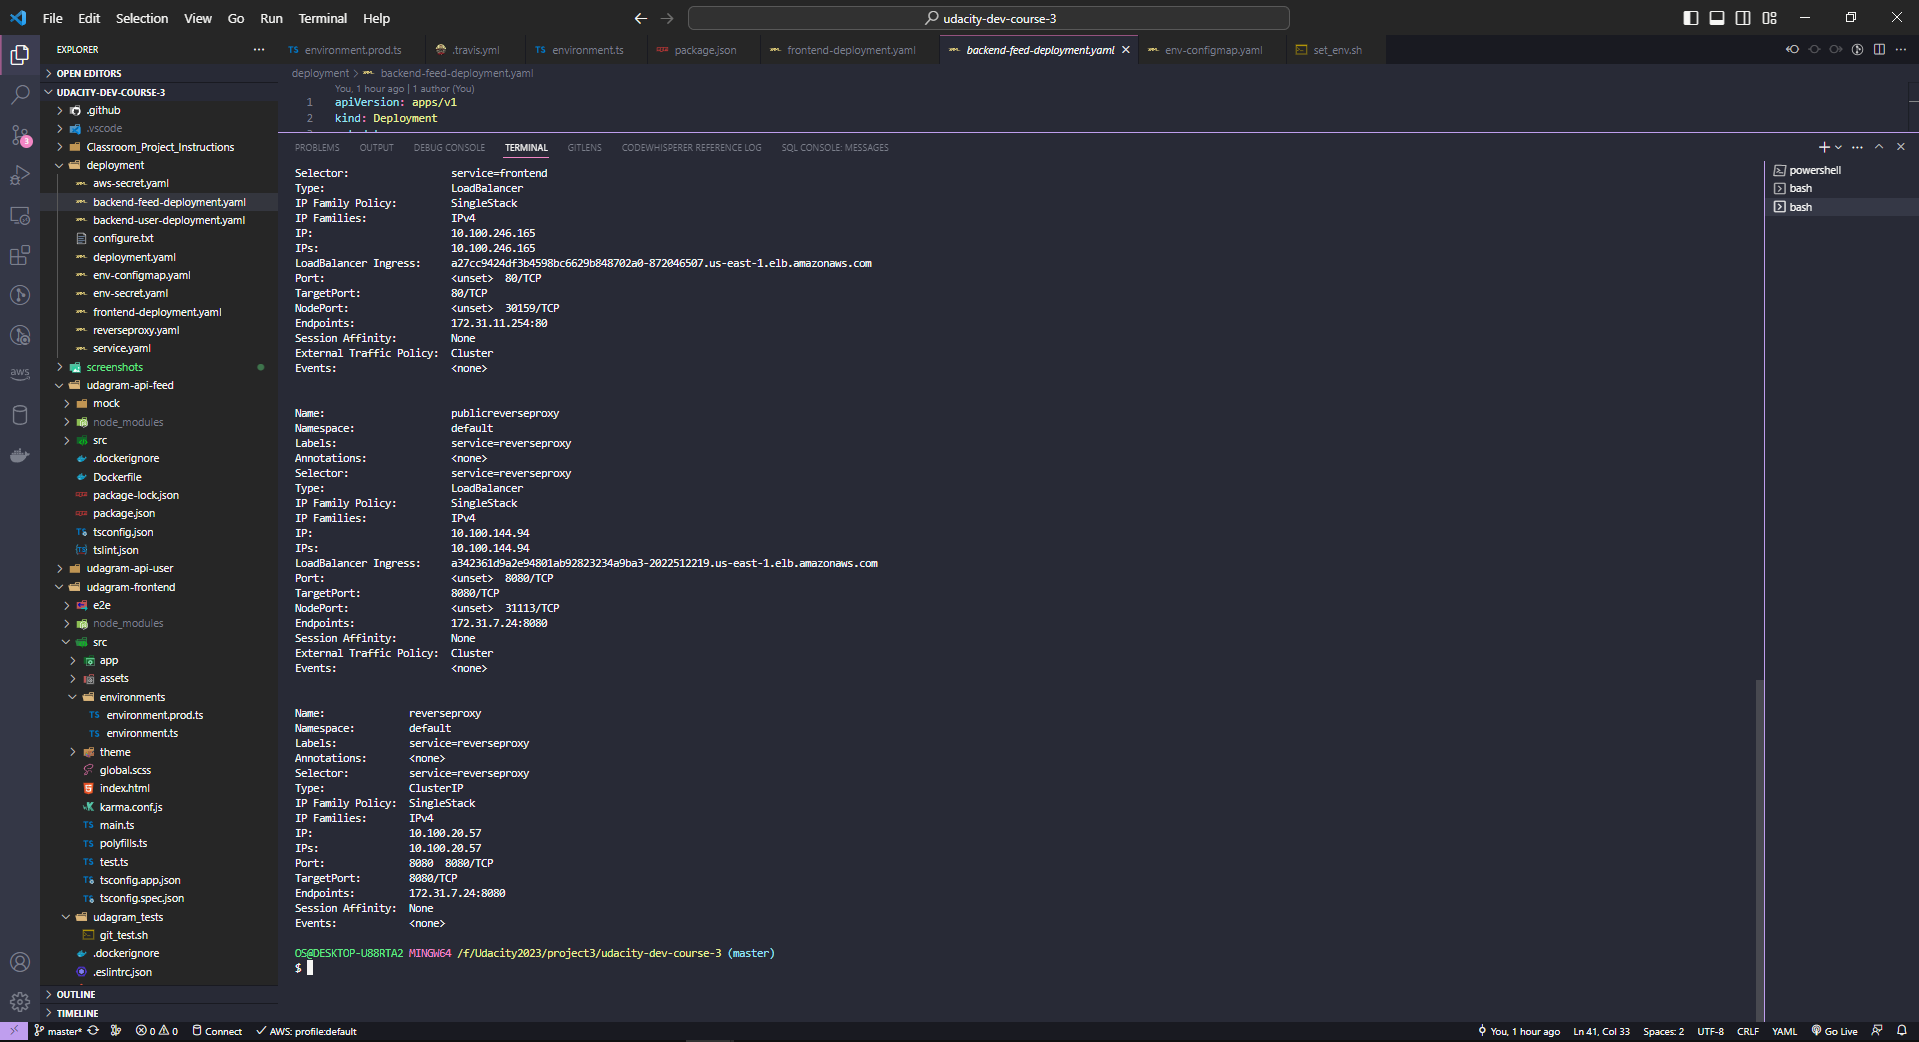 File Edit Selection View Go Run Terminal Help
udacity-dev-course-3
EXPLORER
OPEN EDITORS
UDACITY-DEV-COURSE-3
.github
.vscode
Classroom_Project_Instructions
deployment
aws-secret.yaml
backend-feed-deployment.yaml
backend-user-deployment.yaml
configure.txt
deployment.yaml
env-configmap.yaml
env-secret.yaml
frontend-deployment.yaml
reverseproxy.yaml
service.yaml
screenshots
udagram-api-feed
mock
node_modules
src
.dockerignore
Dockerfile
package-lock.json
package.json
tsconfig.json
tslint.json
udagram-api-user
udagram-frontend
e2e
node_modules
src
app
assets
environments
TS environment.prod.ts
TS environment.ts
theme
global.scss
index.html
karma.conf.js
TS main.ts
TS polyfills.ts
TS test.ts
tsconfig.app.json
tsconfig.spec.json
udagram_tests
git_test.sh
.dockerignore
.eslintrc.json
OUTLINE
TIMELINE
aws
3
TS environment.prod.ts .travis.yml TS environment.ts package.json frontend-deployment.yaml backend-feed-deployment.yaml env-configmap.yaml set_env.sh
deployment > backend-feed-deployment.yaml
You, 1 hour ago | 1 author (You)
1 apiVersion: apps/v1
2 kind: Deployment
PROBLEMS OUTPUT DEBUG CONSOLE TERMINAL GITLENS CODEWHISPERER REFERENCE LOG SQL CONSOLE: MESSAGES
Selector: service=frontend
Type: LoadBalancer
IP Family Policy: SingleStack
IP Families: IPv4
IP: 10.100.246.165
IPs: 10.100.246.165
LoadBalancer Ingress: a27cc9424df3b4598bc6629b848702a0-872046507.us-east-1.elb.amazonaws.com
Port: <unset> 80/TCP
TargetPort: 80/TCP
NodePort: <unset> 30159/TCP
Endpoints: 172.31.11.254:80
Session Affinity: None
External Traffic Policy: Cluster
Events: <none>
Name: publicreverseproxy
Namespace: default
Labels: service=reverseproxy
Annotations: <none>
Selector: service=reverseproxy
Type: LoadBalancer
IP Family Policy: SingleStack
IP Families: IPv4
IP: 10.100.144.94
IPs: 10.100.144.94
LoadBalancer Ingress: a342361d9a2e94801ab92823234a9ba3-2022512219.us-east-1.elb.amazonaws.com
Port: <unset> 8080/TCP
TargetPort: 8080/TCP
NodePort: <unset> 31113/TCP
Endpoints: 172.31.7.24:8080
Session Affinity: None
External Traffic Policy: Cluster
Events: <none>
Name: reverseproxy
Namespace: default
Labels: service=reverseproxy
Annotations: <none>
Selector: service=reverseproxy
Type: ClusterIP
IP Family Policy: SingleStack
IP Families: IPv4
IP: 10.100.20.57
IPs: 10.100.20.57
Port: 8080 8080/TCP
TargetPort: 8080/TCP
Endpoints: 172.31.7.24:8080
Session Affinity: None
Events: <none>
OS@DESKTOP-U88RTA2 MINGW64 /f/Udacity2023/project3/udacity-dev-course-3 (master)
$
powershell
bash
bash
master* 0 0 Connect AWS: profile:default
You, 1 hour ago Ln 41, Col 33 Spaces: 2 UTF-8 CRLF YAML Go Live